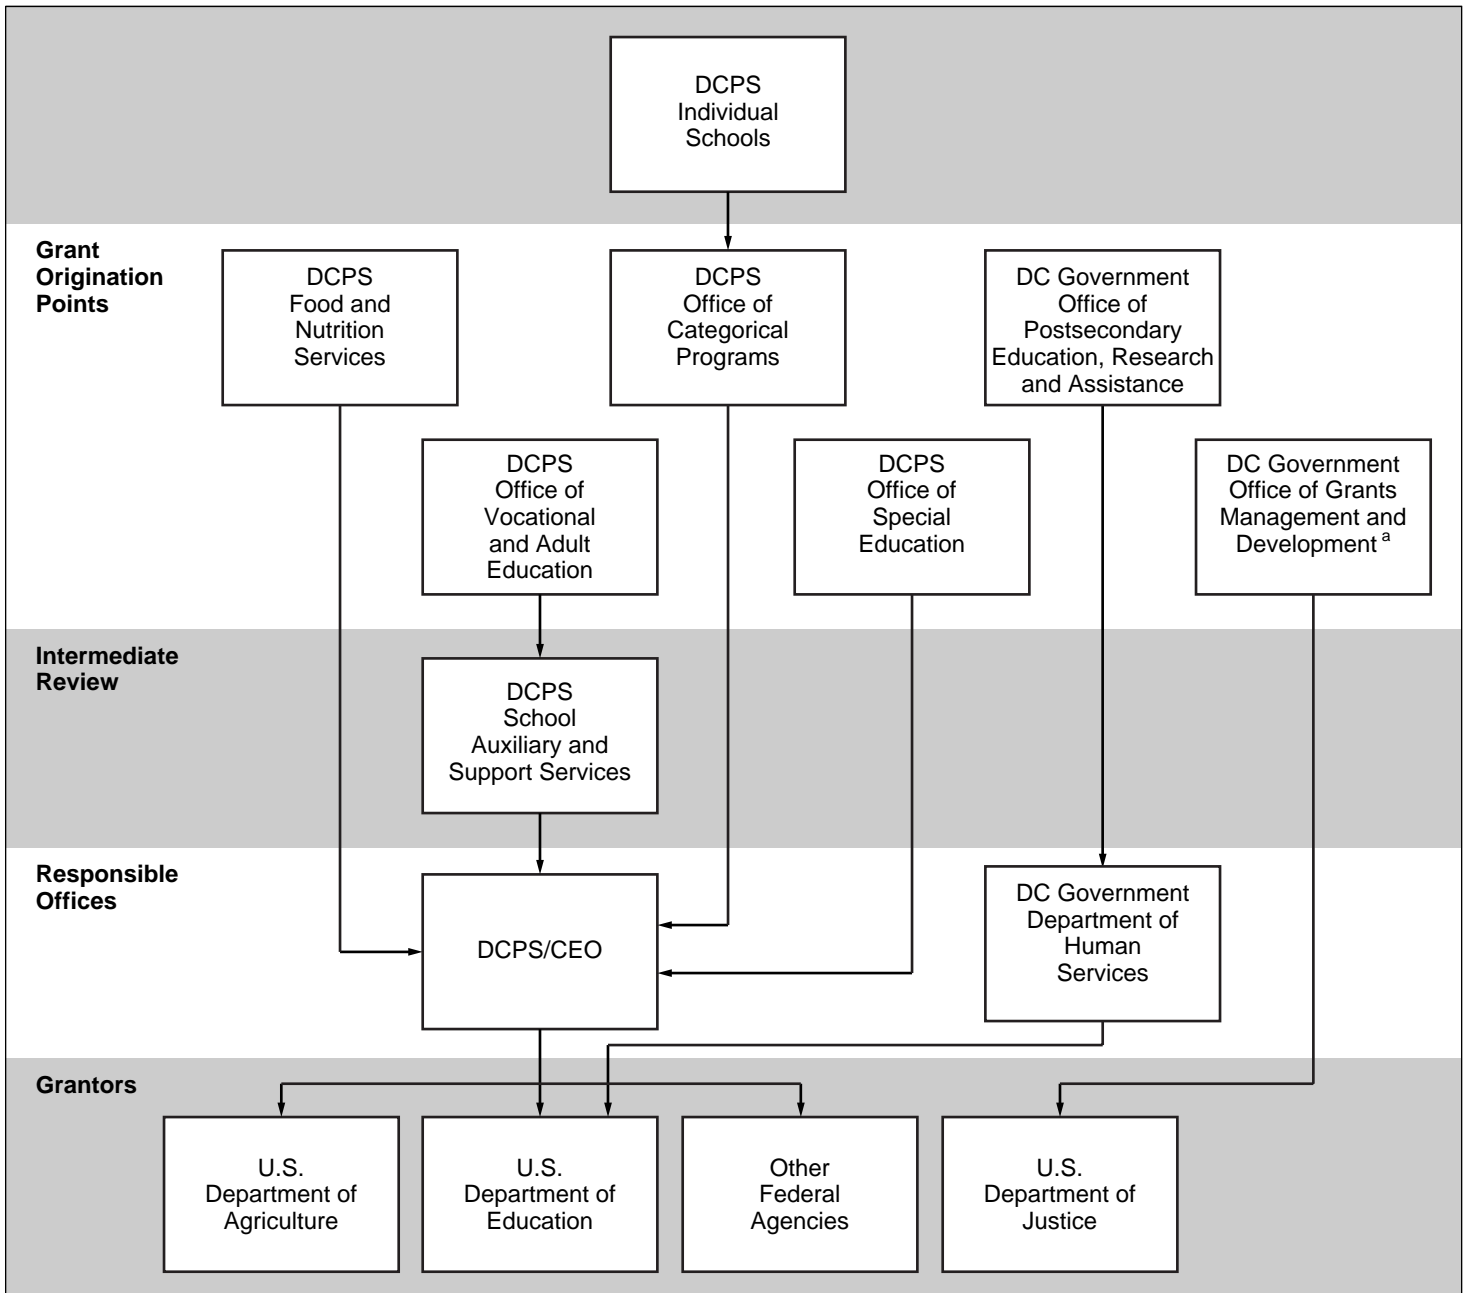 DCPS
Individual
Schools
Grant
Origination
Points
DCPS
Food and
Nutrition
Services
DCPS
Office of
Categorical
Programs
DC Government
Office of
Postsecondary
Education, Research
and Assistance
DCPS
Office of
Vocational
and Adult
Education
DCPS
Office of
Special
Education
DC Government
Office of Grants
Management and
Development a
Intermediate
Review
DCPS
School
Auxiliary and
Support Services
Responsible
Offices
DCPS/CEO
DC Government
Department of
Human
Services
Grantors
U.S.
Department of
Agriculture
U.S.
Department of
Education
Other
Federal
Agencies
U.S.
Department of
Justice